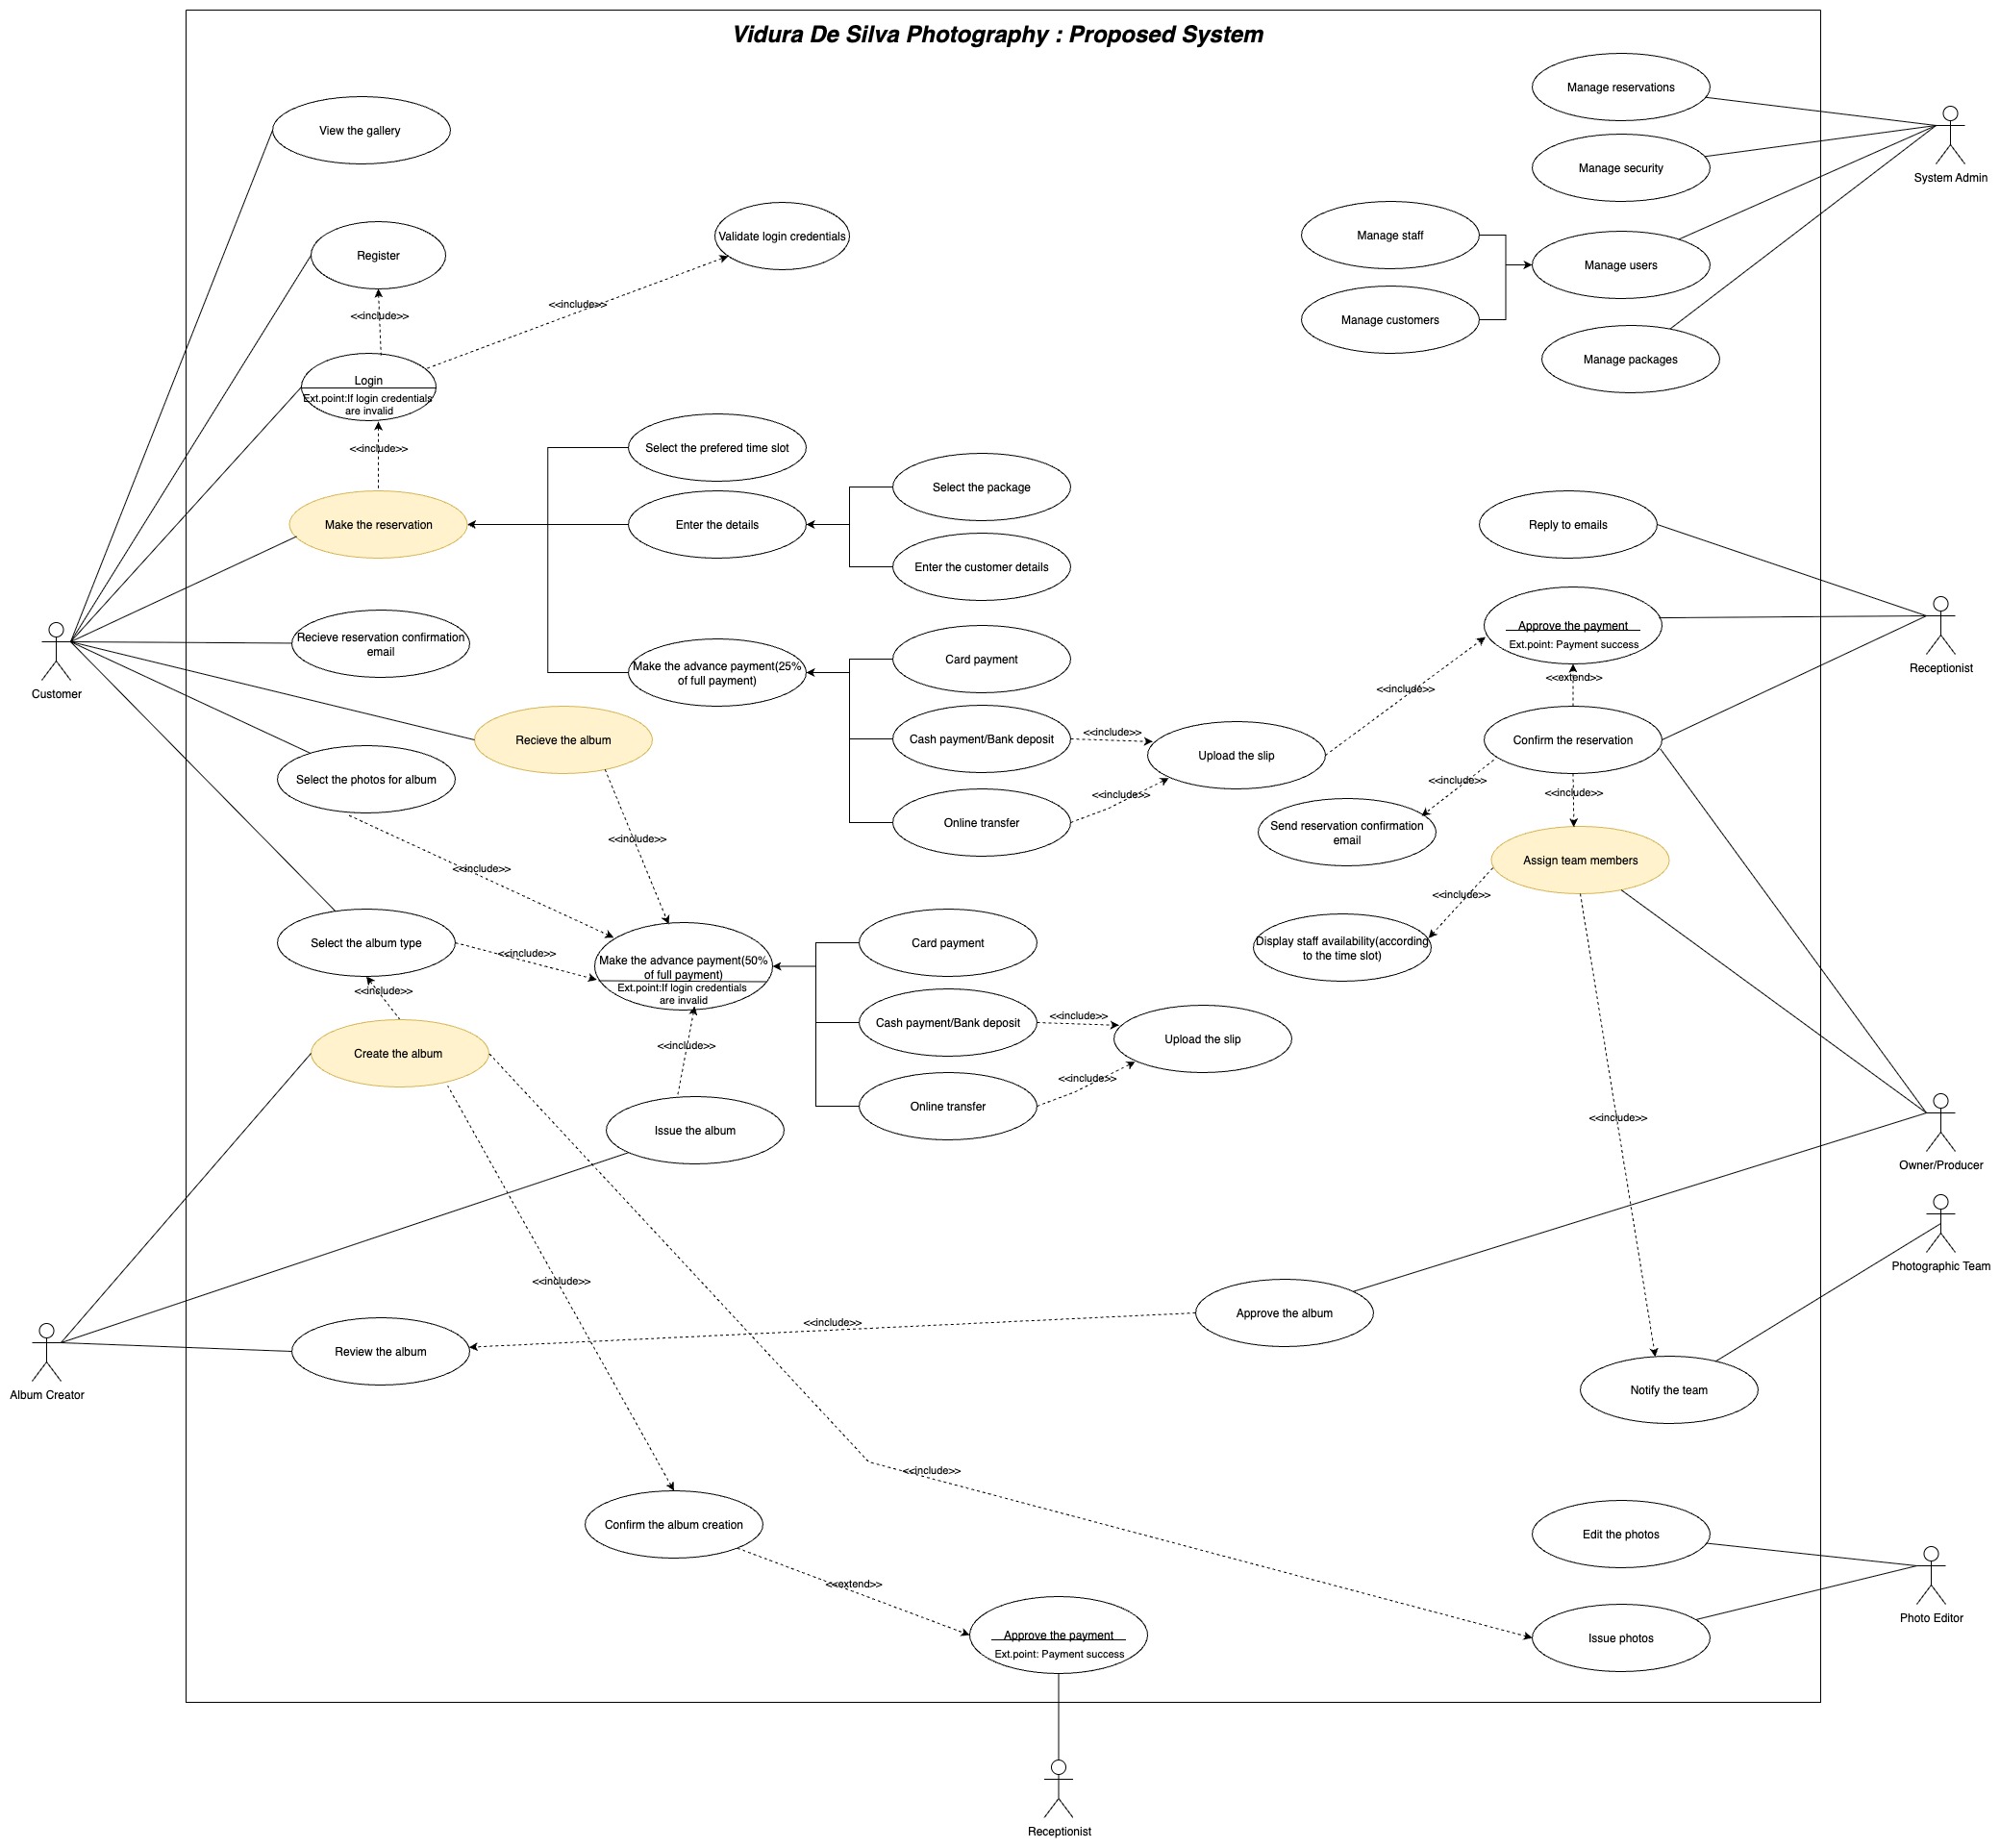 Vidura De Silva Photography : Proposed System
Manage reservations
View the gallery
Manage security
System Admin
Validate login credentials
Manage staff
Register
Manage users
<<include>>
<<include>>
Manage customers
Manage packages
Login
Ext.point:If login credentials
are invalid
<<include>>
Select the prefered time slot
Select the package
Make the reservation
Enter the details
Reply to emails
Enter the customer details
Approve the payment
Ext.point: Payment success
Recieve reservation confirmation
email
Card payment
Make the advance payment(25%
of full payment)
Receptionist
<<extend>>
<<include>>
Customer
Recieve the album
Cash payment/Bank deposit
<<include>>
Upload the slip
Confirm the reservation
Select the photos for album
<<include>>
<<include>>
<<include>>
Online transfer
Send reservation confirmation
email
<<include>>
<<include>>
Assign team members
<<include>>
Select the album type
<<include>>
Card payment
Display staff availability(according
to the time slot)
Make the advance payment(50%
of full payment)
Ext.point:If login credentials
are invalid
<<include>>
Cash payment/Bank deposit
<<include>>
Upload the slip
Create the album
<<include>>
<<include>>
Online transfer
Issue the album
<<include>>
Owner/Producer
Photographic Team
<<include>>
Approve the album
<<include>>
Review the album
Album Creator
Notify the team
<<include>>
Confirm the album creation
Edit the photos
<<extend>>
Photo Editor
Approve the payment
Ext.point: Payment success
Issue photos
Receptionist